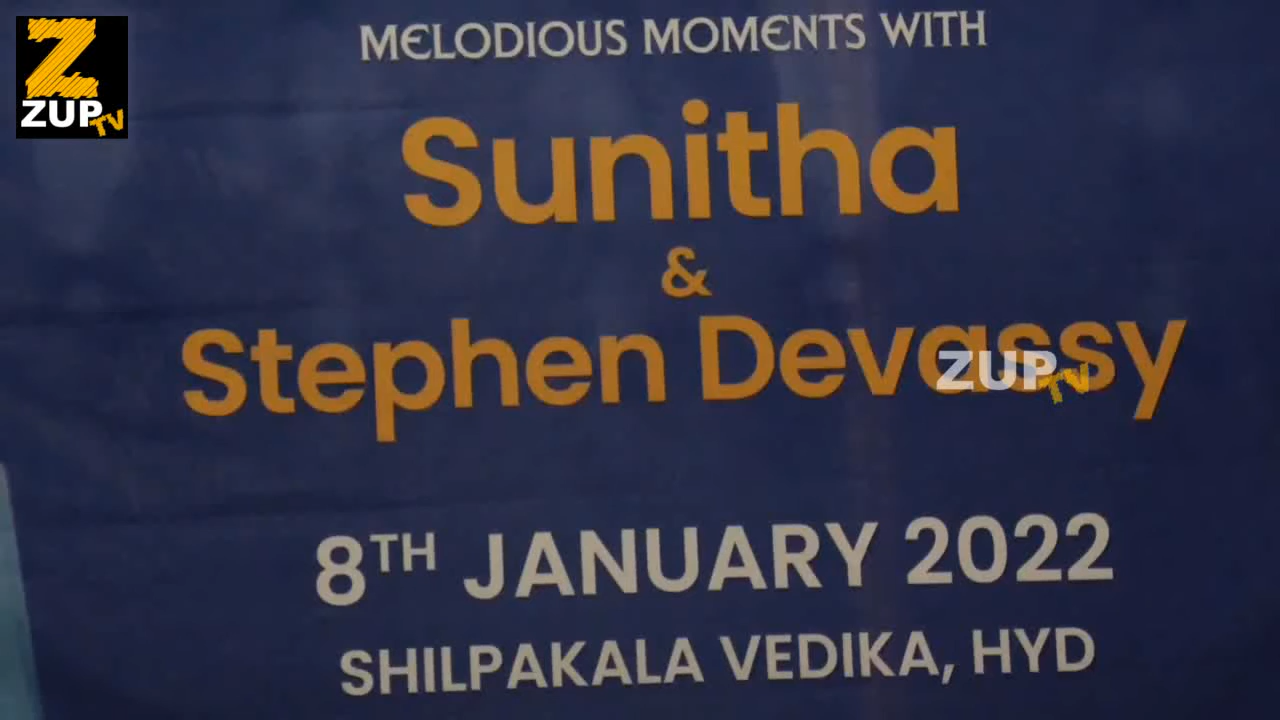 Z
ZUP TV
MELODIOUS MOMENTS WITH
Sunitha
&
Stephen Devassy
ZUP TV
8TH JANUARY 2022
SHILPAKALA VEDIKA, HYD